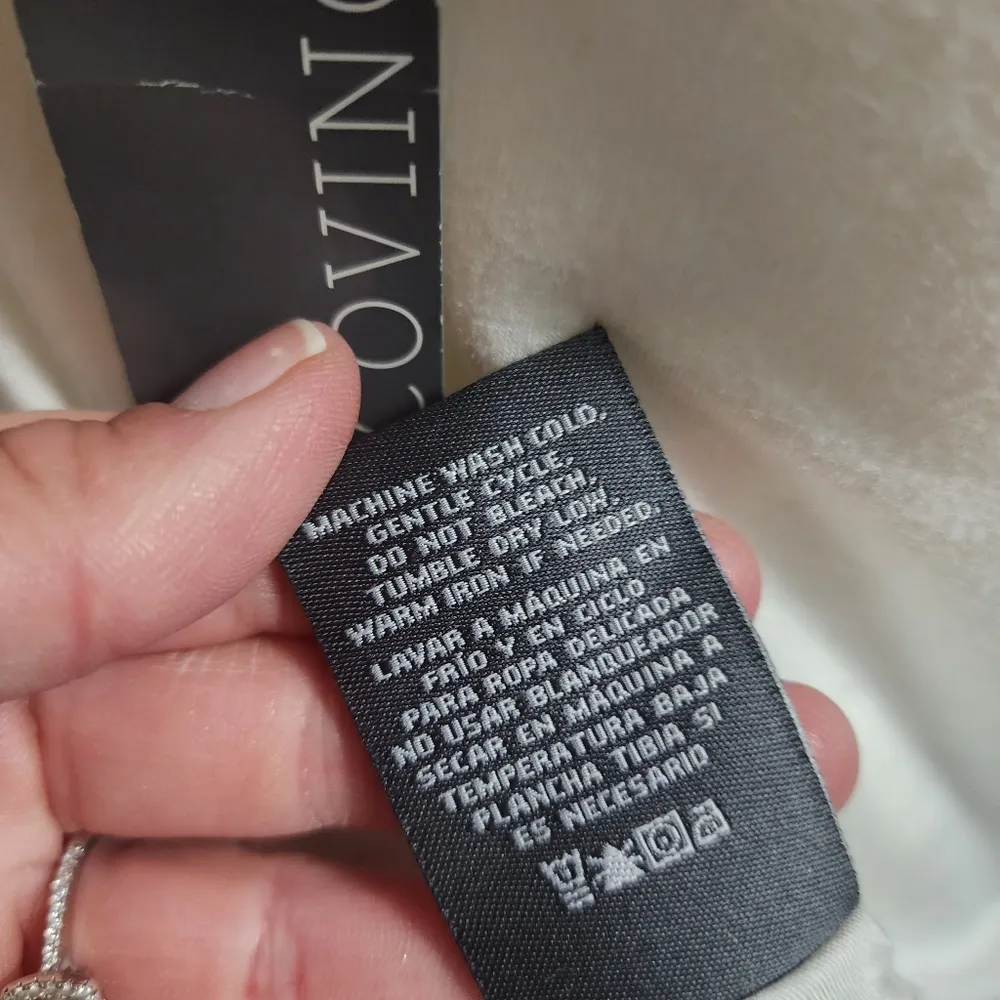 OVINO
MACHINE WASH COLD,
GENTLE CYCLE.
DO NOT BLEACH.
TUMBLE DRY LOW.
WARM IRON IF NEEDED.
LAVAR A MÁQUINA EN
FRÍO Y EN CICLO
PARA ROPA DELICADA
NO USAR BLANQUEADOR
SECAR EN MÁQUINA A
TEMPERATURA BAJA
PLANCHA TIBIA SI
ES NECESARIO